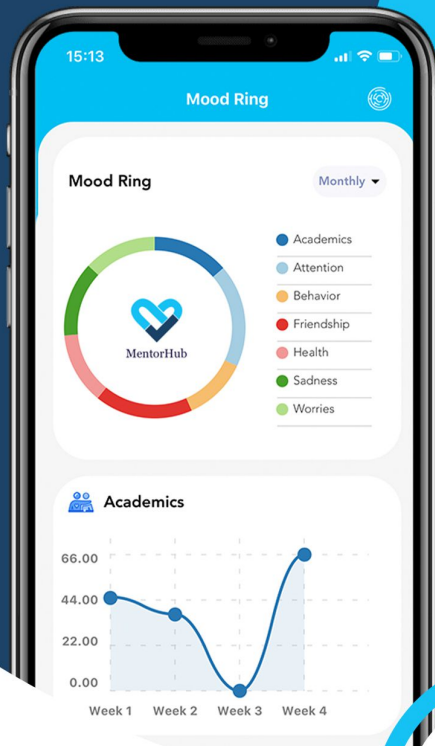 15:13
Mood Ring
Mood Ring
Monthly
MentorHub
Academics
Attention
Behavior
Friendship
Health
Sadness
Worries
Academics
66.00
44.00
22.00
0.00
Week 1 Week 2 Week 3 Week 4